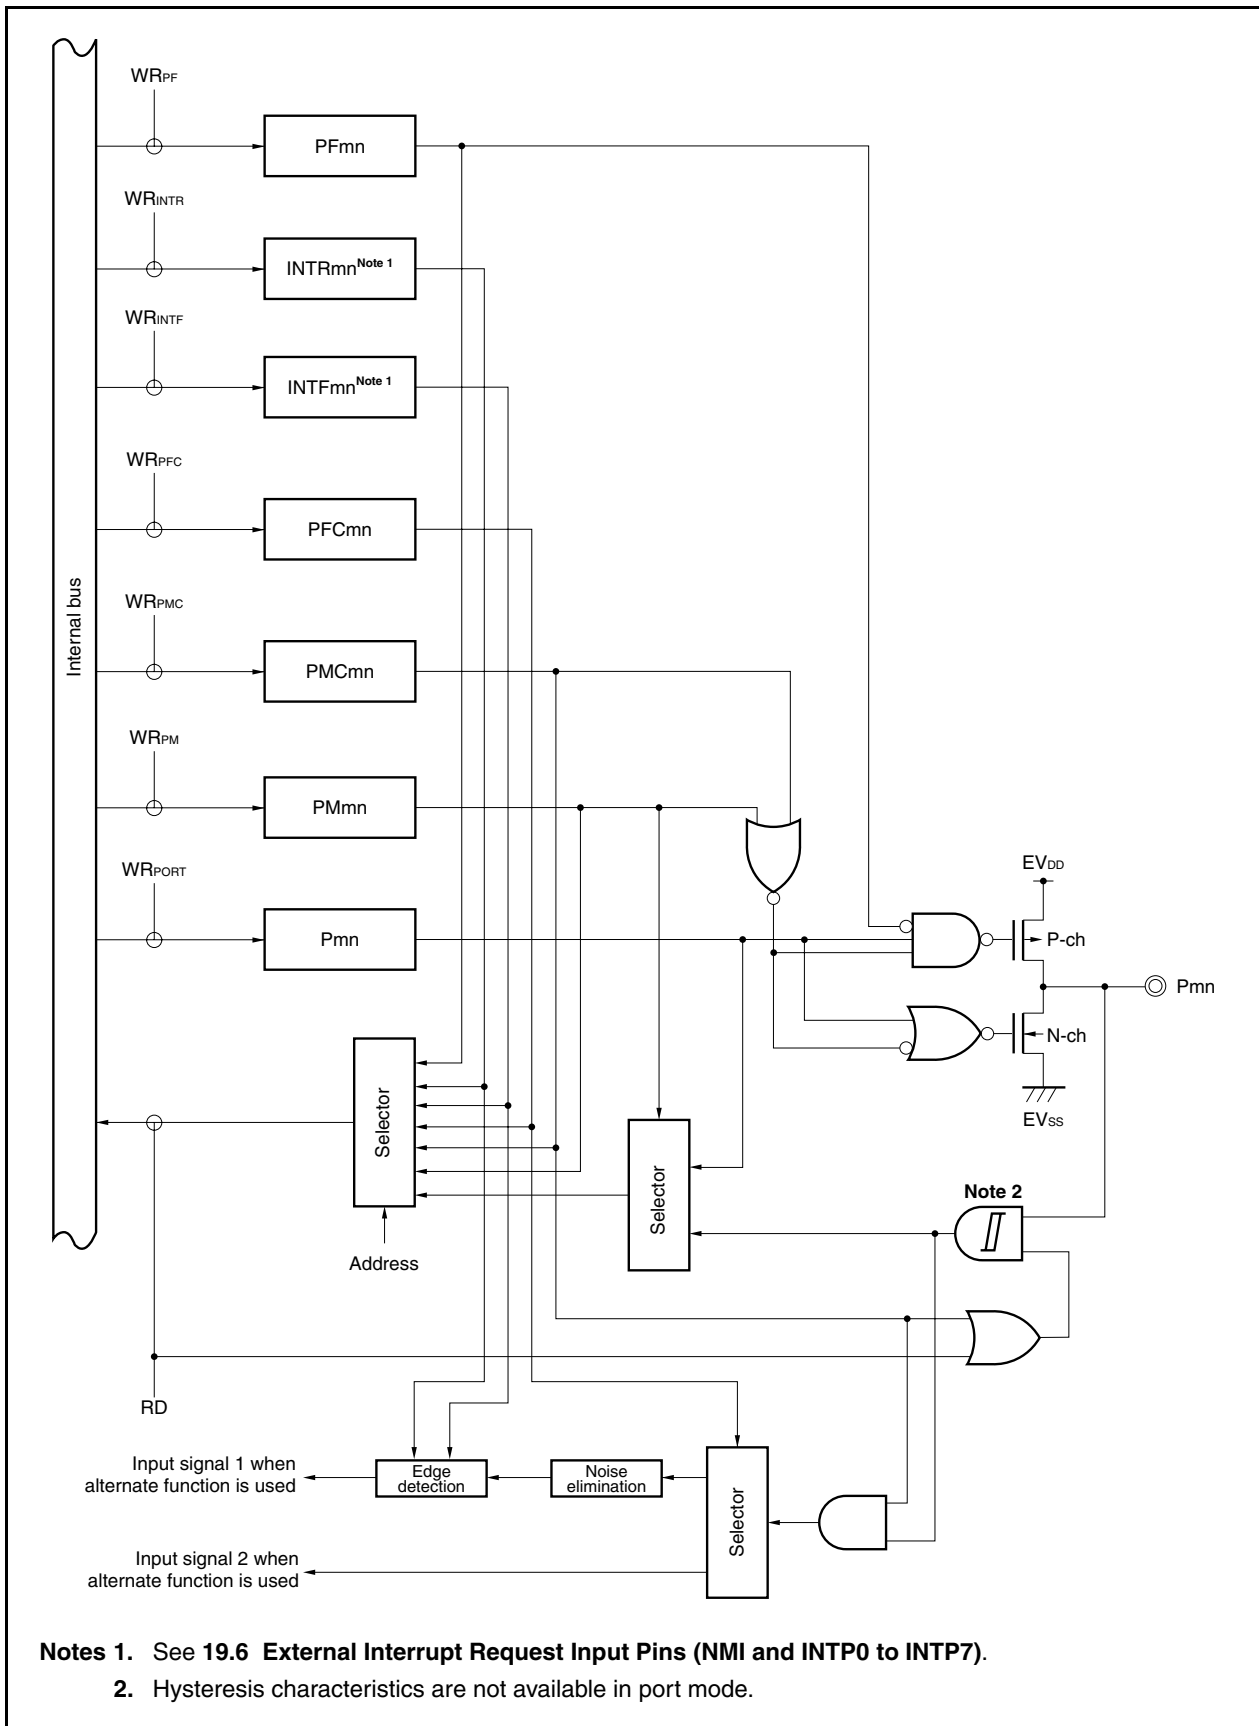 WRPF
PFmn
WRINTR
INTRmnNote 1
WRINTF
INTFmnNote 1
WRPFC
PFCmn
Internal bus
WRPMC
PMCmn
WRPM
PMmn
WRPORT
Pmn
EVDD
P-ch
Pmn
N-ch
EVSS
Selector
Address
Selector
Note 2
RD
Input signal 1 when
alternate function is used
Edge
detection
Noise
elimination
Selector
Input signal 2 when
alternate function is used
Notes 1. See 19.6 External Interrupt Request Input Pins (NMI and INTP0 to INTP7).
2. Hysteresis characteristics are not available in port mode.